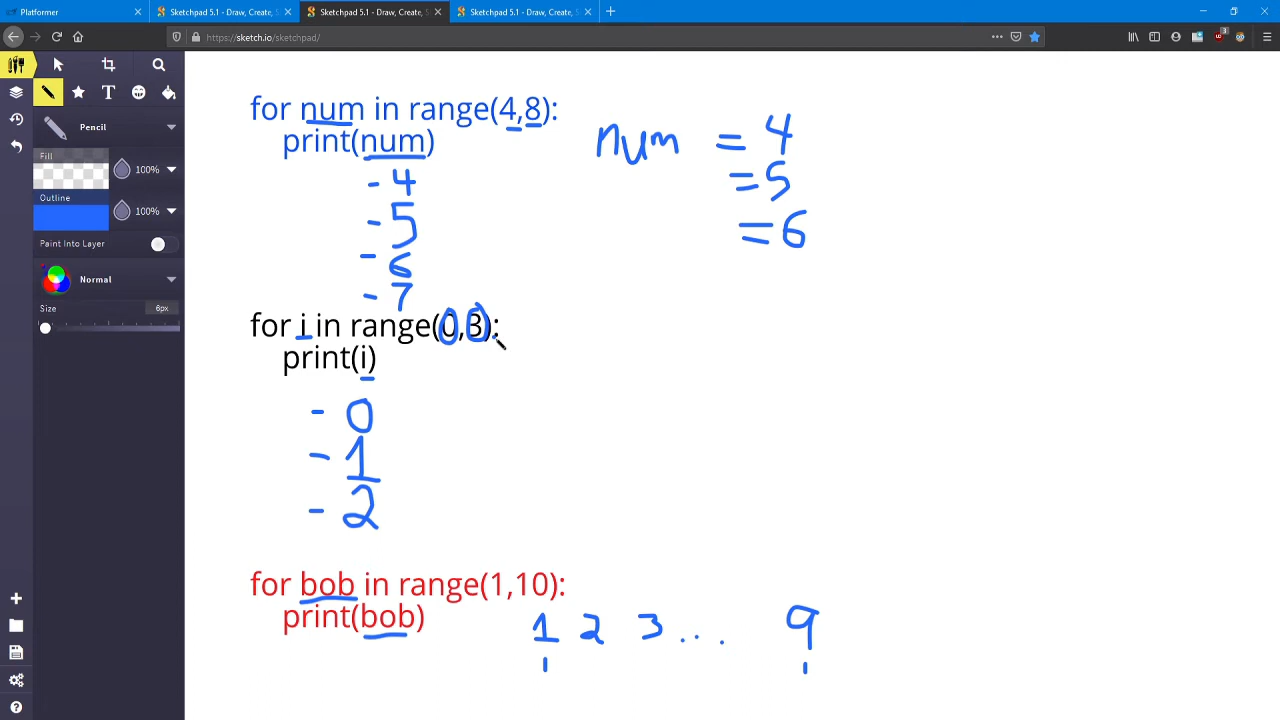 Platformer
Sketchpad 5.1 - Draw, Create, S
Sketchpad 5.1 - Draw, Create, S
Sketchpad 5.1 - Draw, Create, S
https://sketch.io/sketchpad/
3
Pencil
Fill
100%
Outline
100%
Paint Into Layer
Normal
Size 6px
for num in range(4,8):
print(num)
- 4
- 5
- 6
- 7
num = 4
= 5
= 6
for i in range(0,3):
print(i)
- 0
- 1
- 2
for bob in range(1,10):
print(bob)
1 2 3 ... 9